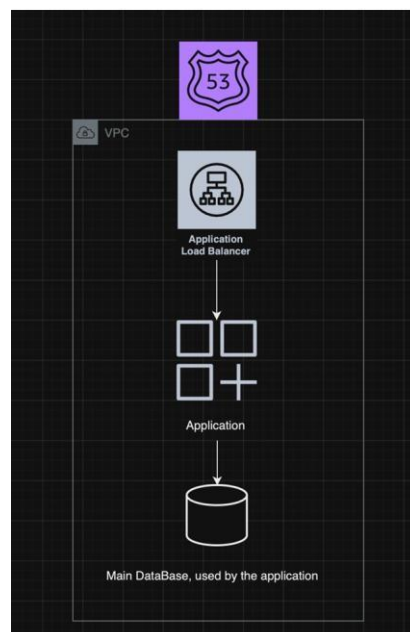 53
VPC
Application
Load Balancer
Application
Main DataBase, used by the application